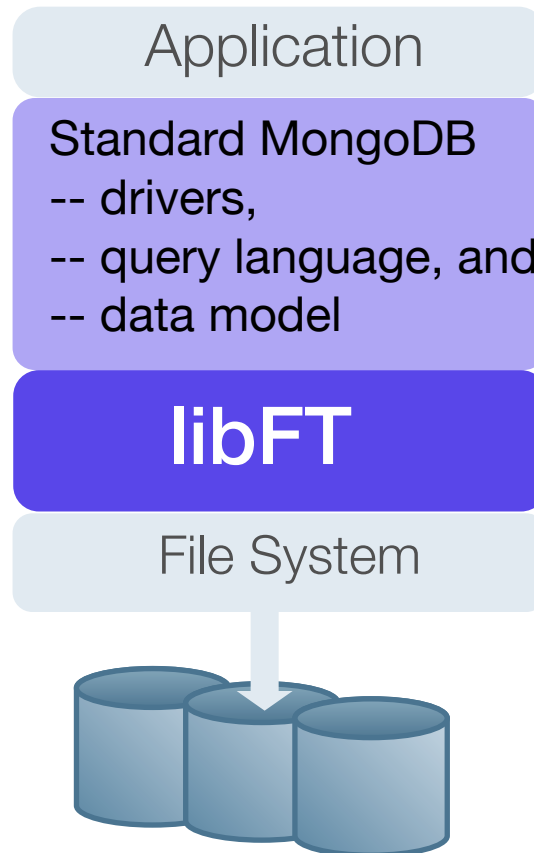 Application
Standard MongoDB
-- drivers,
-- query language, and
-- data model
libFT
File System